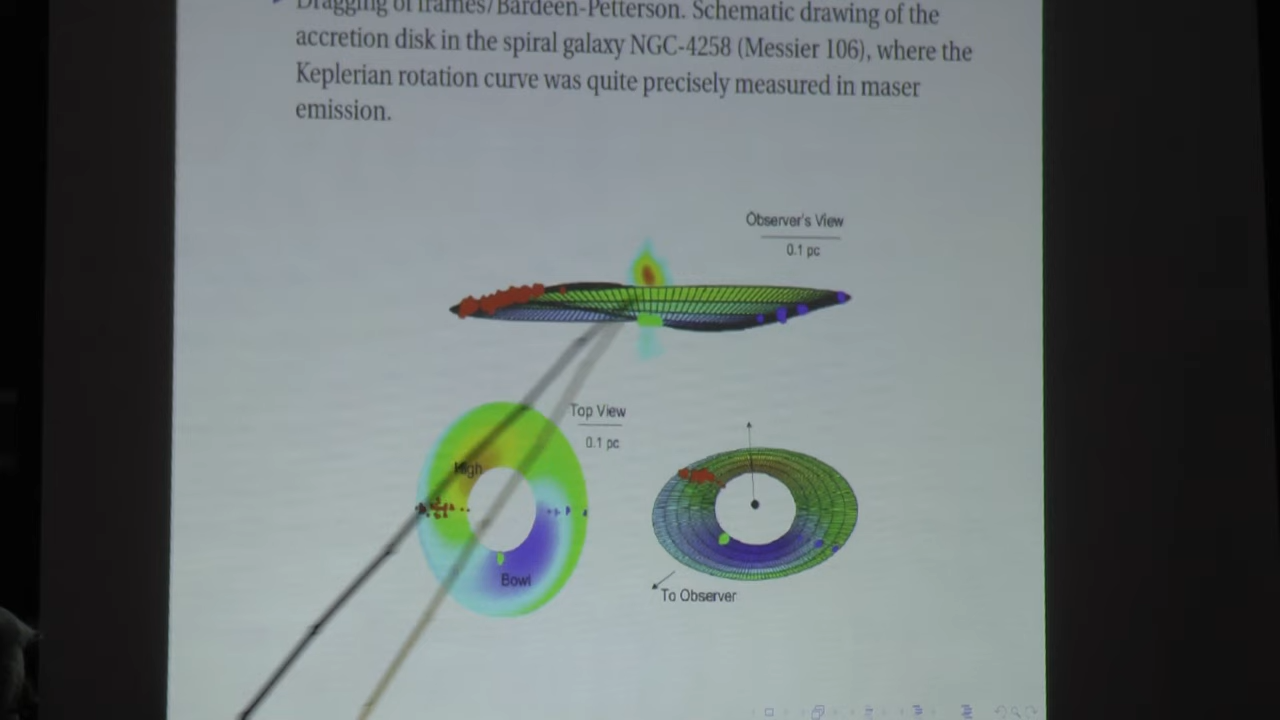 Dragging of frames/Bardeen-Petterson. Schematic drawing of the
accretion disk in the spiral galaxy NGC-4258 (Messier 106), where the
Keplerian rotation curve was quite precisely measured in maser
emission.
Observer's View
0.1 pc
Top View
0.1 pc
High
Bowl
To Observer